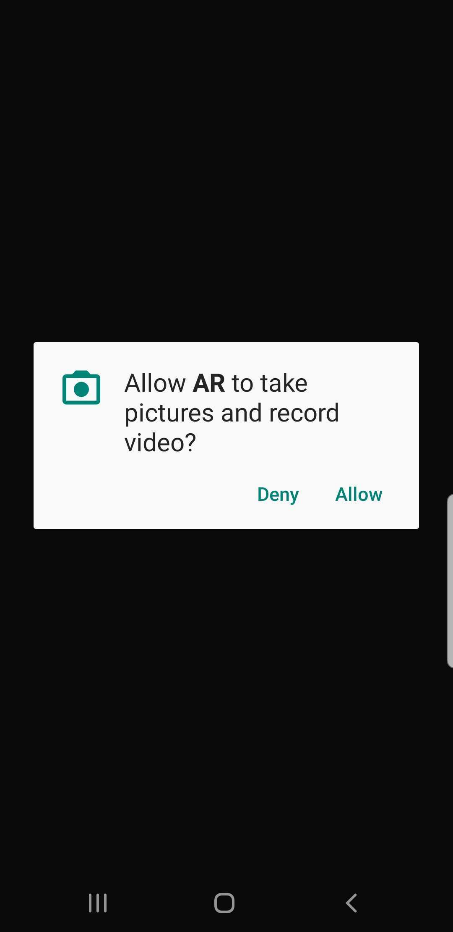 Allow AR to take
pictures and record
video?
Deny Allow